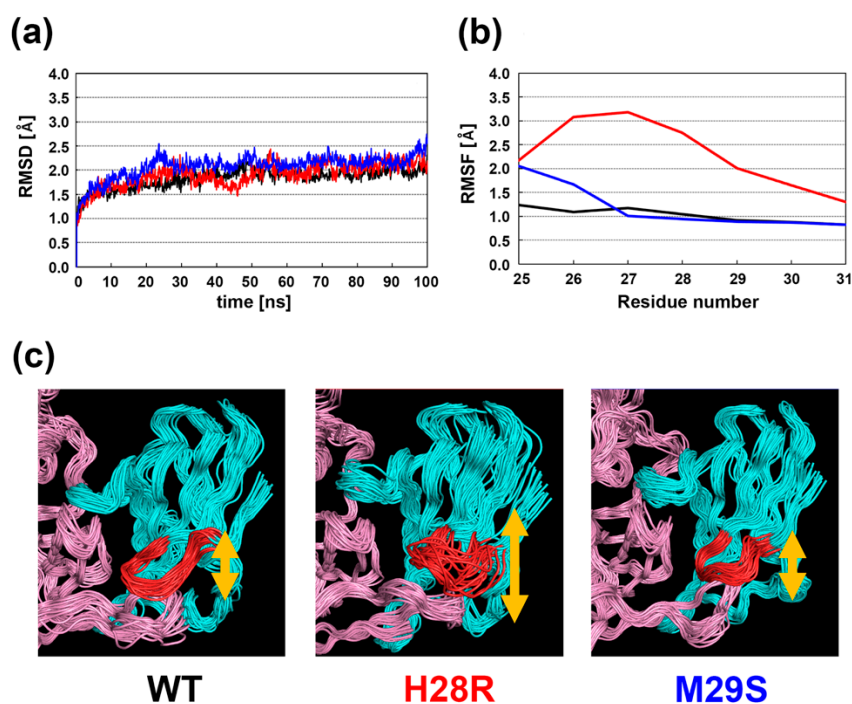 (a)
RMSD [Å]
4.0
3.5
3.0
2.5
2.0
1.5
1.0
0.5
0.0
0 10 20 30 40 50 60 70 80 90 100
time [ns]
(b)
RMSF [Å]
4.0
3.5
3.0
2.5
2.0
1.5
1.0
0.5
0.0
25 26 27 28 29 30 31
Residue number
(c)
WT H28R M29S